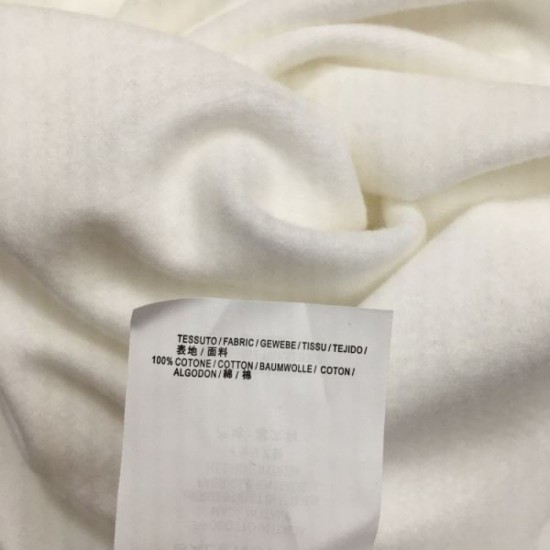 TESSUTO / FABRIC / GEWEBE / TISSU / TEJIDO /
表地 / 面料
100% COTONE / COTTON / BAUMWOLLE / COTON /
ALGODON / 綿 / 棉